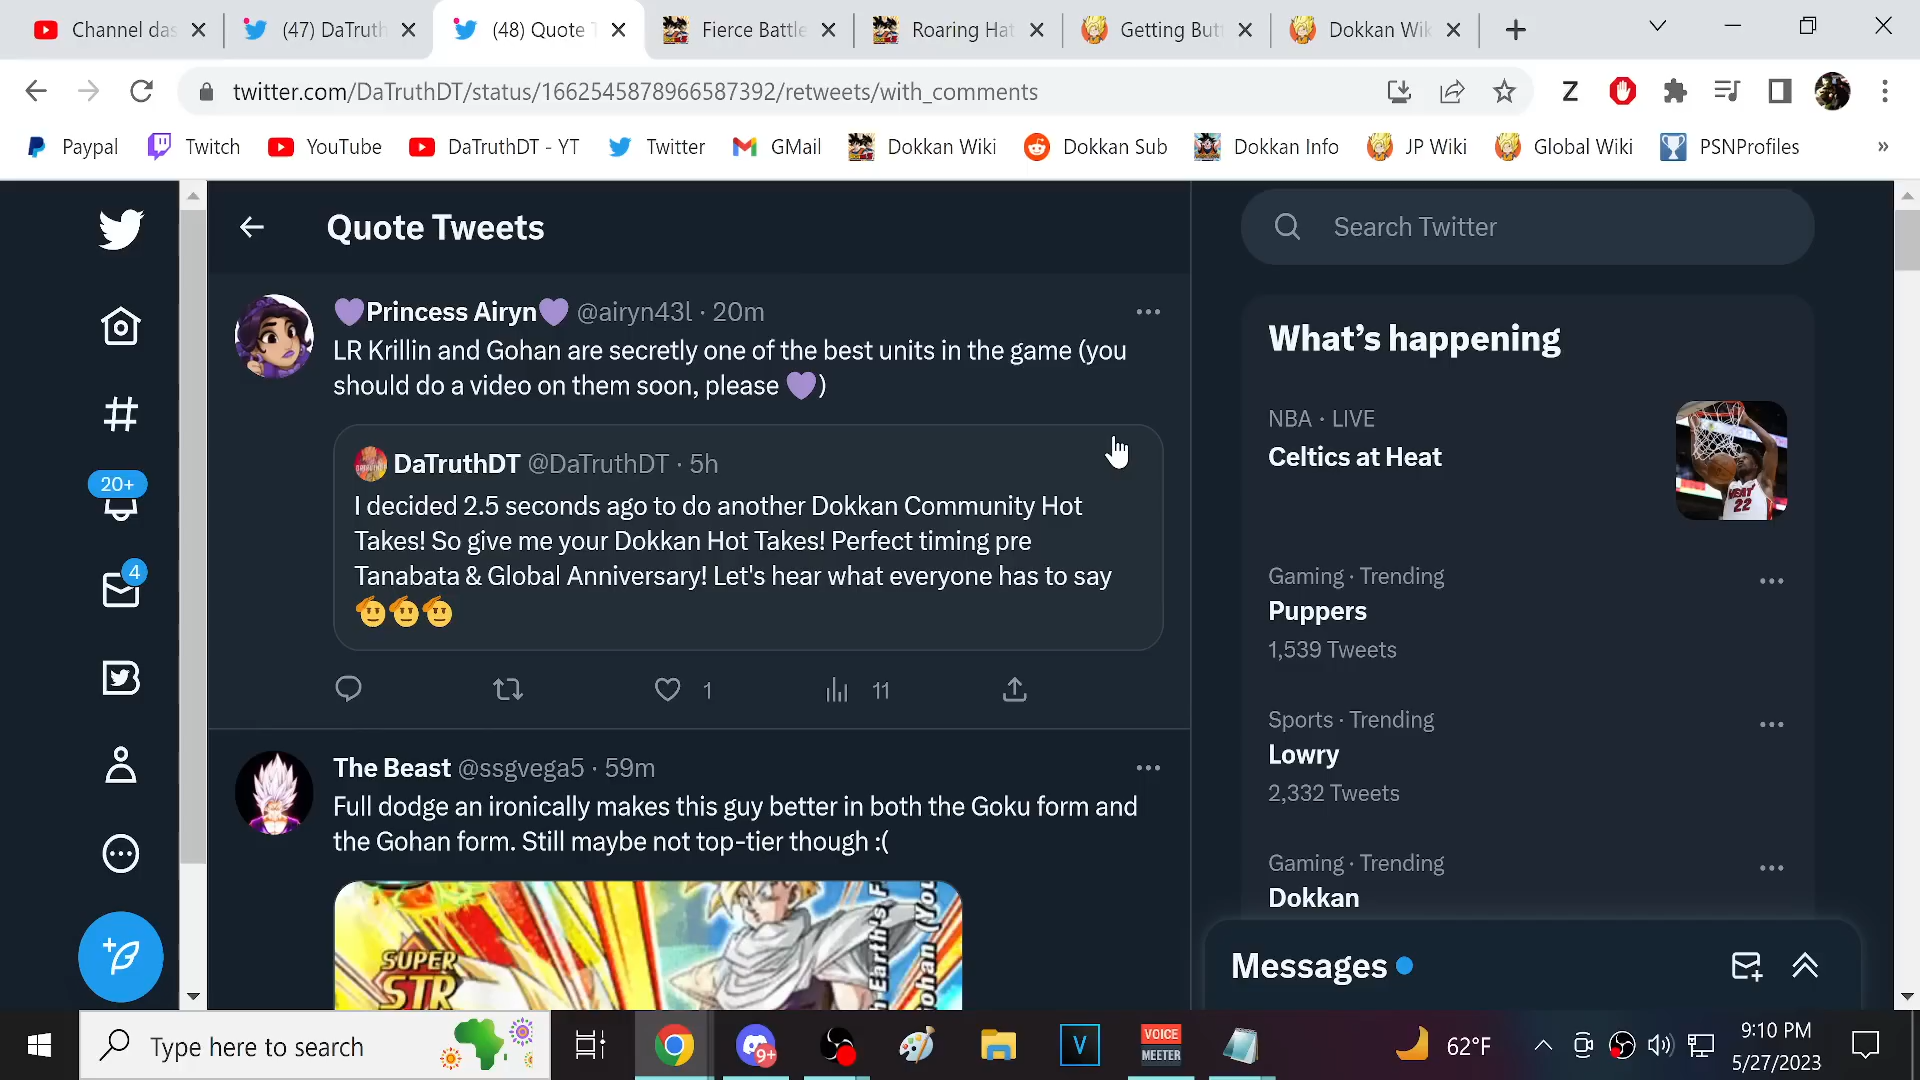 Channel das
(47) DaTruth
(48) Quote T
Fierce Battle
Roaring Hat
Getting But
Dokkan Wik
twitter.com/DaTruthDT/status/1662545878966587392/retweets/with_comments
Z
Paypal
Twitch
YouTube
DaTruthDT - YT
Twitter
GMail
Dokkan Wiki
Dokkan Sub
Dokkan Info
JP Wiki
Global Wiki
PSNProfiles
»
Quote Tweets
Search Twitter
💜Princess Airyn💜 @airyn43l · 20m
LR Krillin and Gohan are secretly one of the best units in the game (you
should do a video on them soon, please 💜)
DaTruthDT @DaTruthDT · 5h
I decided 2.5 seconds ago to do another Dokkan Community Hot
Takes! So give me your Dokkan Hot Takes! Perfect timing pre
Tanabata & Global Anniversary! Let's hear what everyone has to say
🫡🫡🫡
1
11
The Beast @ssgvega5 · 59m
Full dodge an ironically makes this guy better in both the Goku form and
the Gohan form. Still maybe not top-tier though :(
SUPER
STR
20+
4
What's happening
NBA · LIVE
Celtics at Heat
HEAT
22
Gaming · Trending
Puppers
1,539 Tweets
Sports · Trending
Lowry
2,332 Tweets
Gaming · Trending
Dokkan
Messages
Type here to search
9+
V
VOICE
MEETER
62°F
9:10 PM
5/27/2023